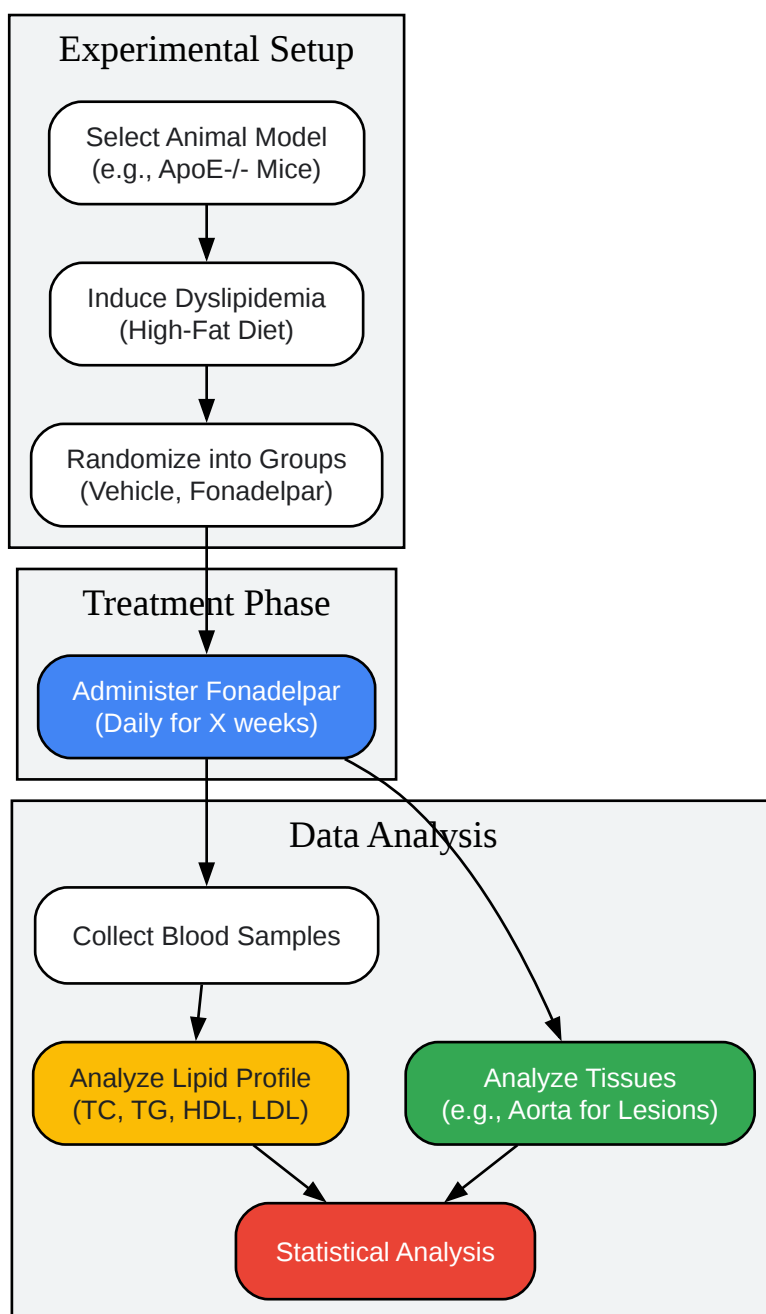 Experimental Setup
Select Animal Model
(e.g., ApoE-/- Mice)
Induce Dyslipidemia
(High-Fat Diet)
Randomize into Groups
(Vehicle, Fonadelpar)
Treatment Phase
Administer Fonadelpar
(Daily for X weeks)
Data Analysis
Collect Blood Samples
Analyze Lipid Profile
(TC, TG, HDL, LDL)
Analyze Tissues
(e.g., Aorta for Lesions)
Statistical Analysis